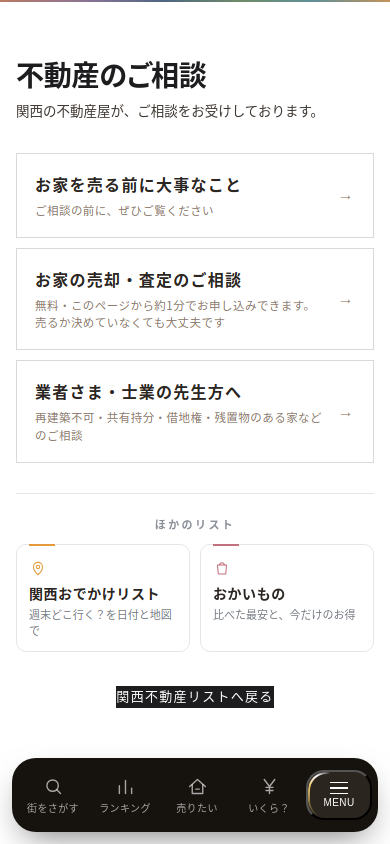 不動産のご相談
関西の不動産屋が、ご相談をお受けしております。
お家を売る前に大事なこと
ご相談の前に、ぜひご覧ください
→
お家の売却・査定のご相談
無料・このページから約1分でお申し込みできます。
売るか決めていなくても大丈夫です
→
業者さま・士業の先生方へ
再建築不可・共有持分・借地権・残置物のある家など
のご相談
→
ほかのリスト
関西おでかけリスト
週末どこ行く？を日付と地図
で
おかいもの
比べた最安と、今だけのお得
関西不動産リストへ戻る
街をさがす
ランキング
売りたい
いくら？
MENU